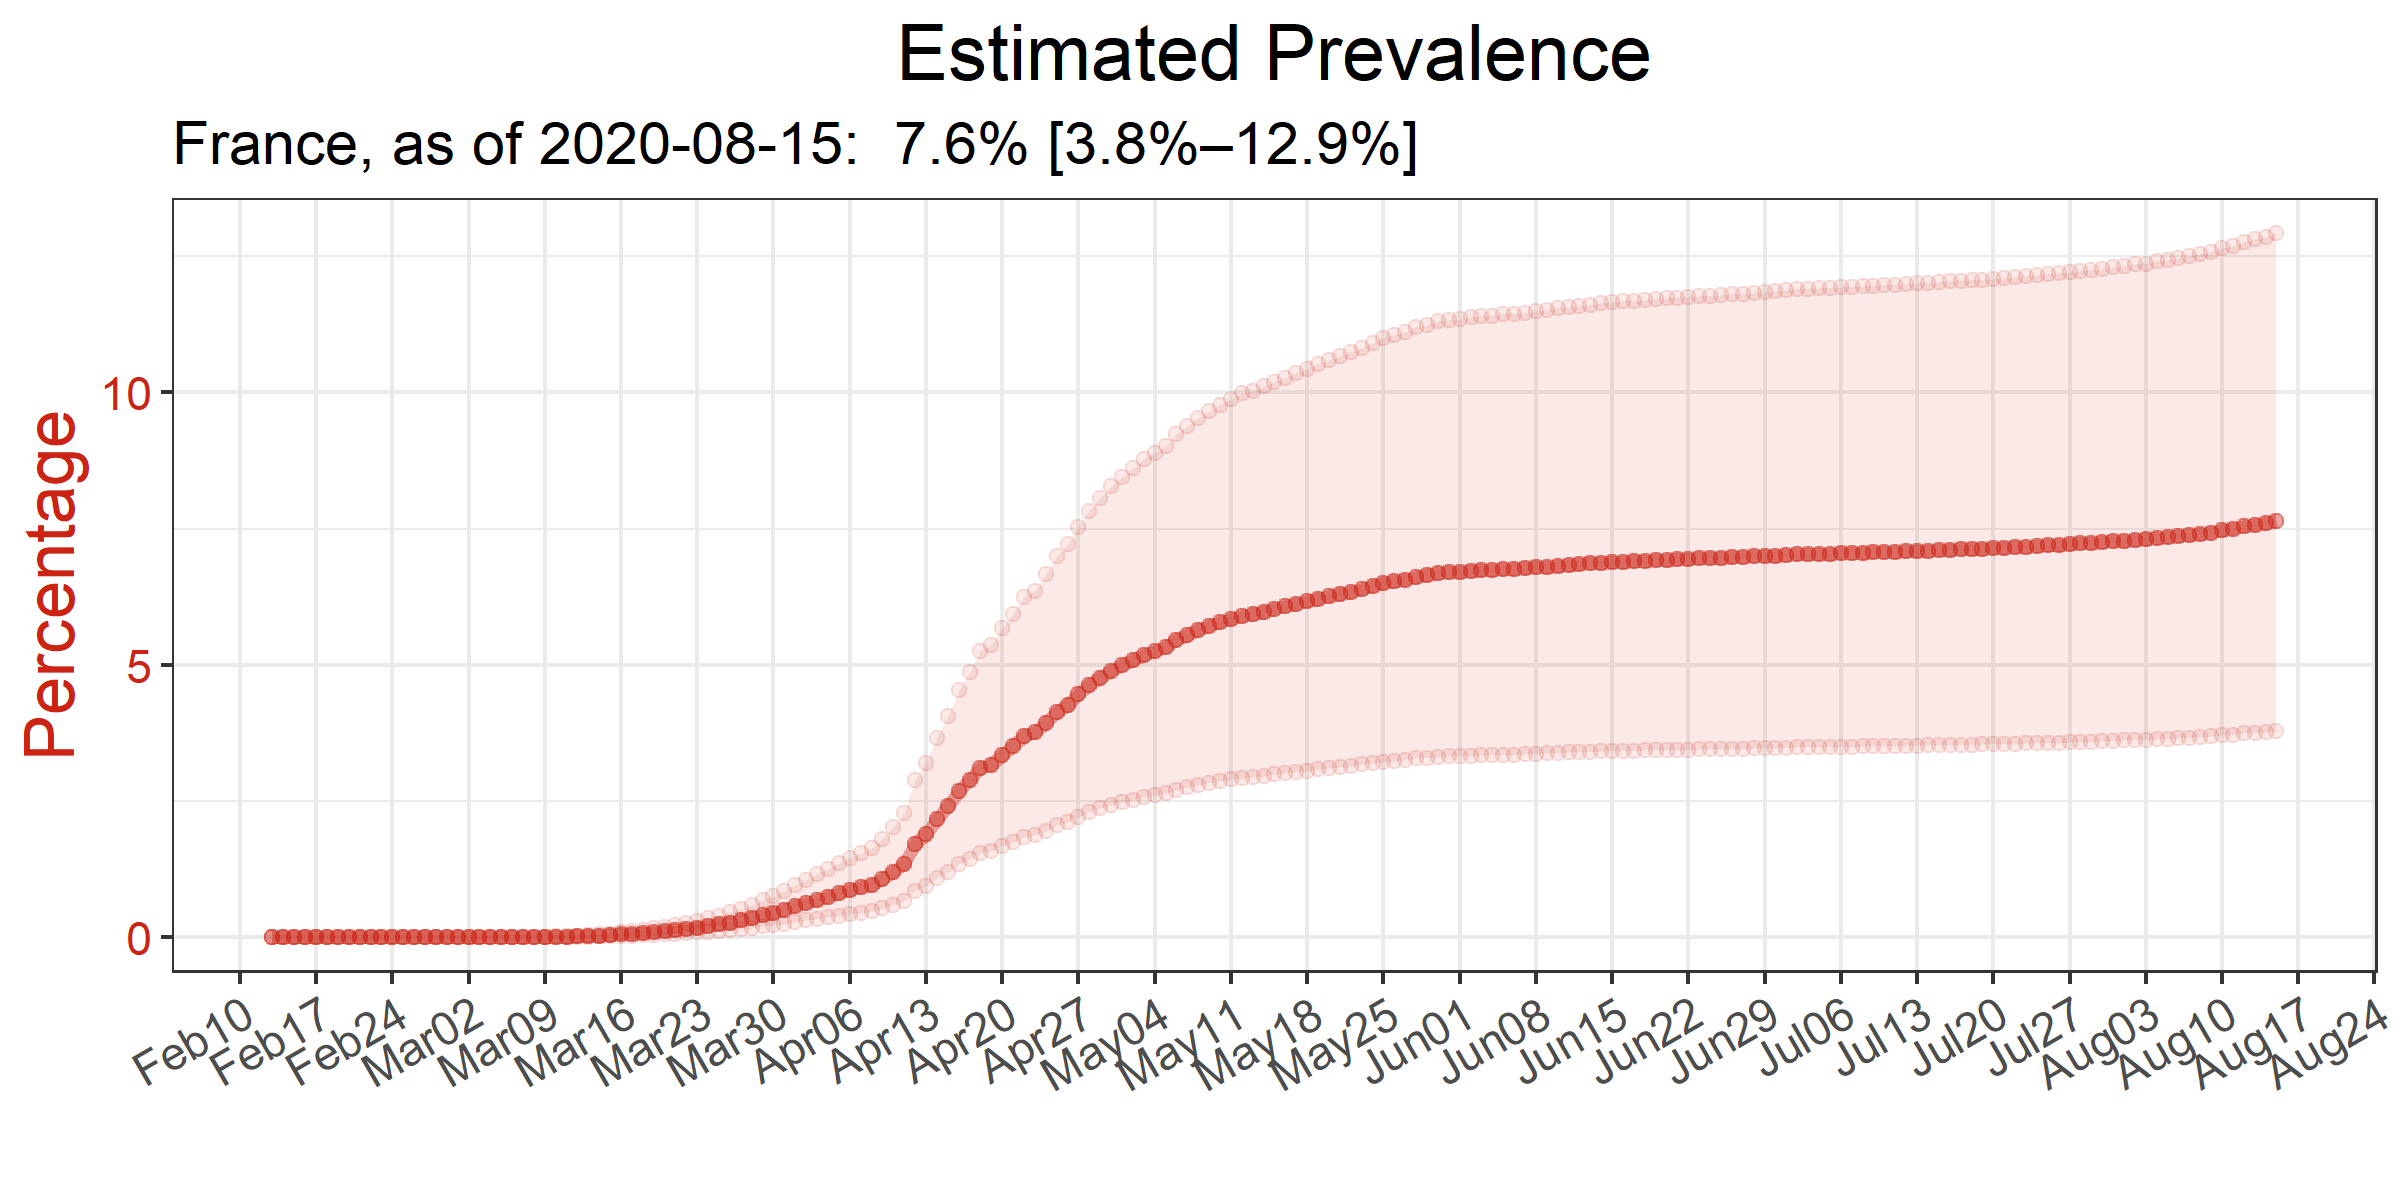 Estimated Prevalence
France, as of 2020-08-15:  7.6% [3.8%–12.9%]
Percentage
10
5
0
Feb10
Feb17
Feb24
Mar02
Mar09
Mar16
Mar23
Mar30
Apr06
Apr13
Apr20
Apr27
May04
May11
May18
May25
Jun01
Jun08
Jun15
Jun22
Jun29
Jul06
Jul13
Jul20
Jul27
Aug03
Aug10
Aug17
Aug24